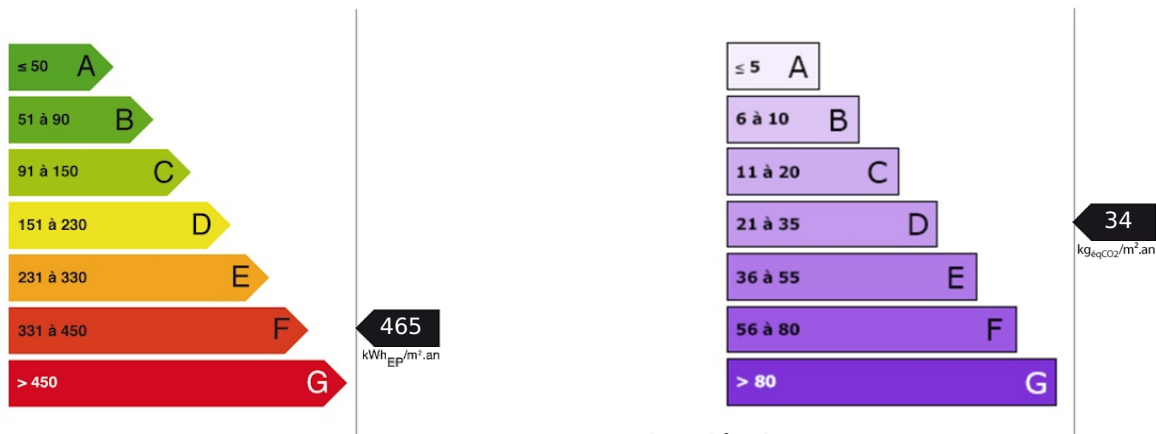 ≤ 50 A
51 à 90 B
91 à 150 C
151 à 230 D
231 à 330 E
331 à 450 F
> 450 G
465
kWhEP/m².an
≤ 5 A
6 à 10 B
11 à 20 C
21 à 35 D
36 à 55 E
56 à 80 F
> 80 G
34
kgéqCO2/m².an